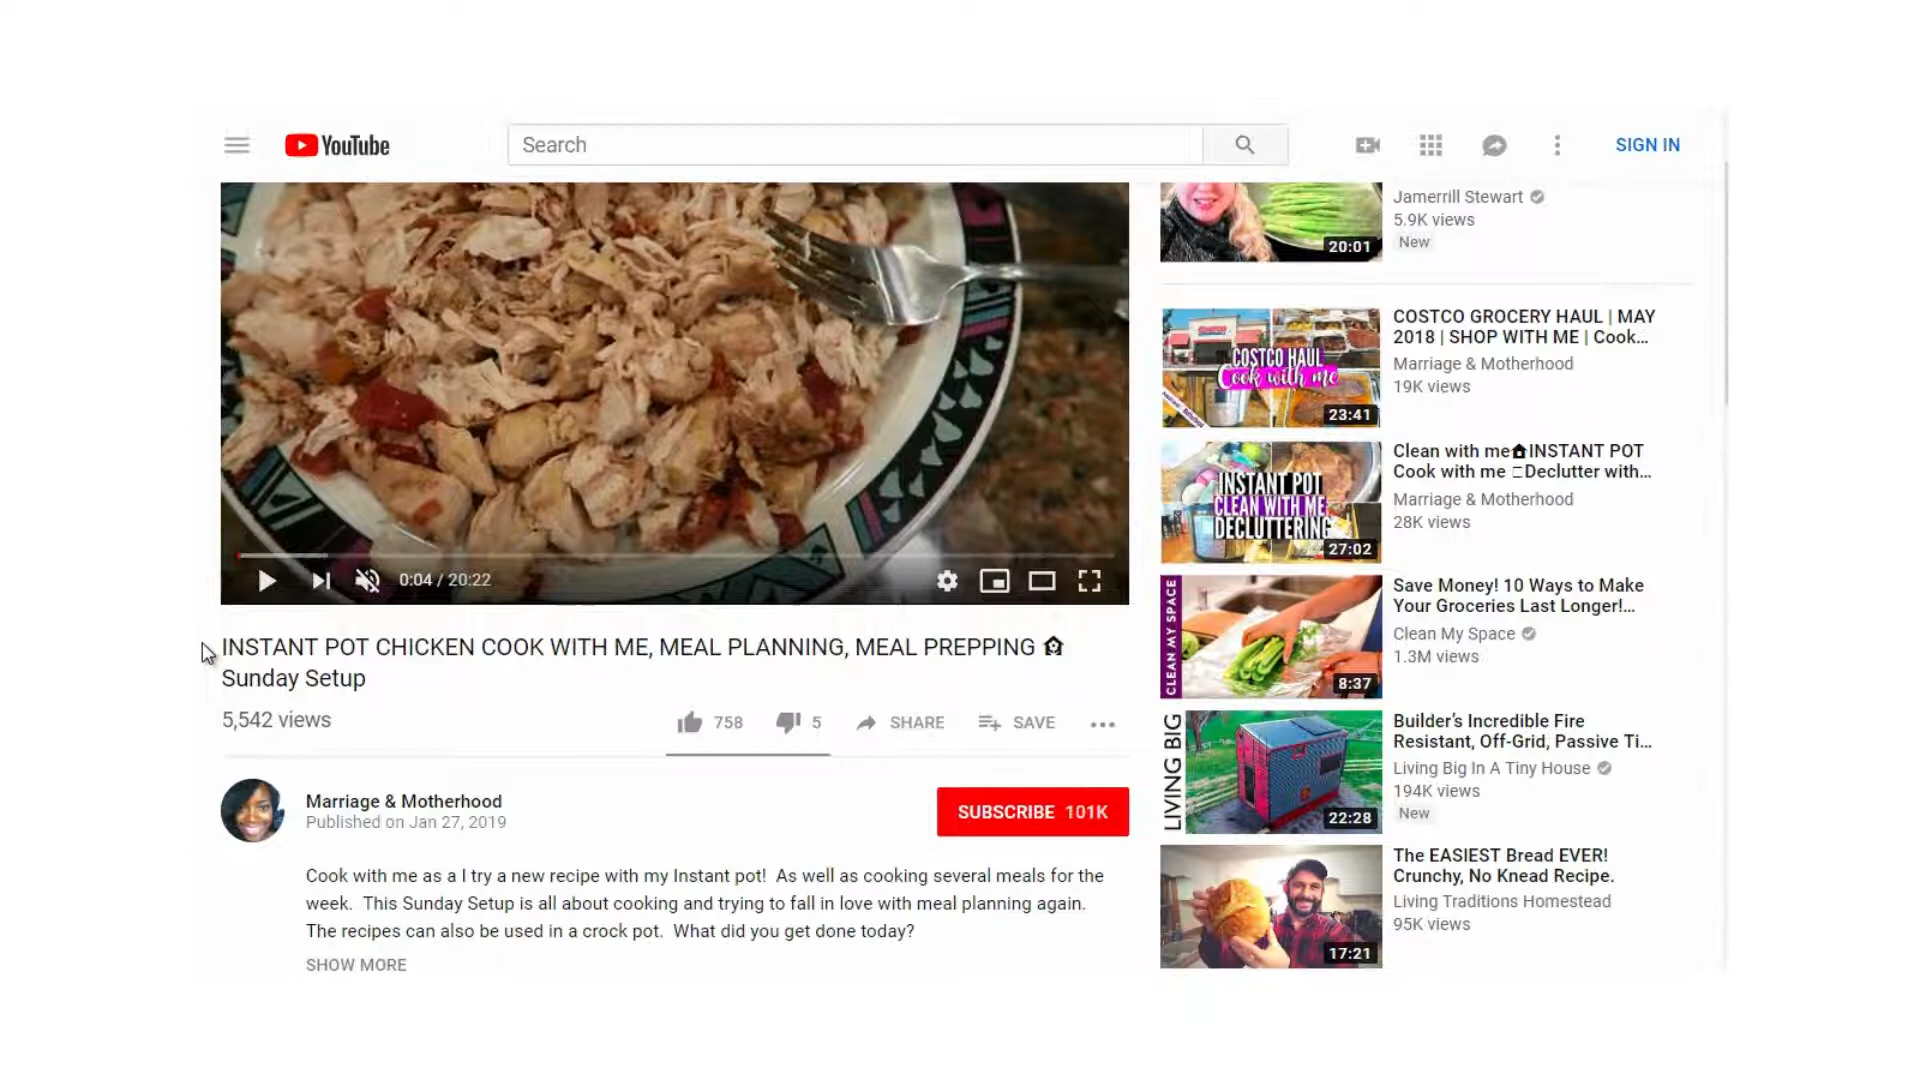 YouTube
Search
SIGN IN
0:04 / 20:22
INSTANT POT CHICKEN COOK WITH ME, MEAL PLANNING, MEAL PREPPING
Sunday Setup
5,542 views
758
5
SHARE
SAVE
Marriage & Motherhood
Published on Jan 27, 2019
SUBSCRIBE 101K
Cook with me as a I try a new recipe with my Instant pot! As well as cooking several meals for the
week. This Sunday Setup is all about cooking and trying to fall in love with meal planning again.
The recipes can also be used in a crock pot. What did you get done today?
SHOW MORE
20:01
Jamerrill Stewart
5.9K views
New
COSTCO HAUL
Cook with me
23:41
COSTCO GROCERY HAUL | MAY
2018 | SHOP WITH ME | Cook...
Marriage & Motherhood
19K views
INSTANT POT
CLEAN WITH ME
DECLUTTERING
27:02
Clean with me INSTANT POT
Cook with me Declutter with...
Marriage & Motherhood
28K views
CLEAN MY SPACE
8:37
Save Money! 10 Ways to Make
Your Groceries Last Longer!...
Clean My Space
1.3M views
LIVING BIG
22:28
Builder's Incredible Fire
Resistant, Off-Grid, Passive Ti...
Living Big In A Tiny House
194K views
New
17:21
The EASIEST Bread EVER!
Crunchy, No Knead Recipe.
Living Traditions Homestead
95K views